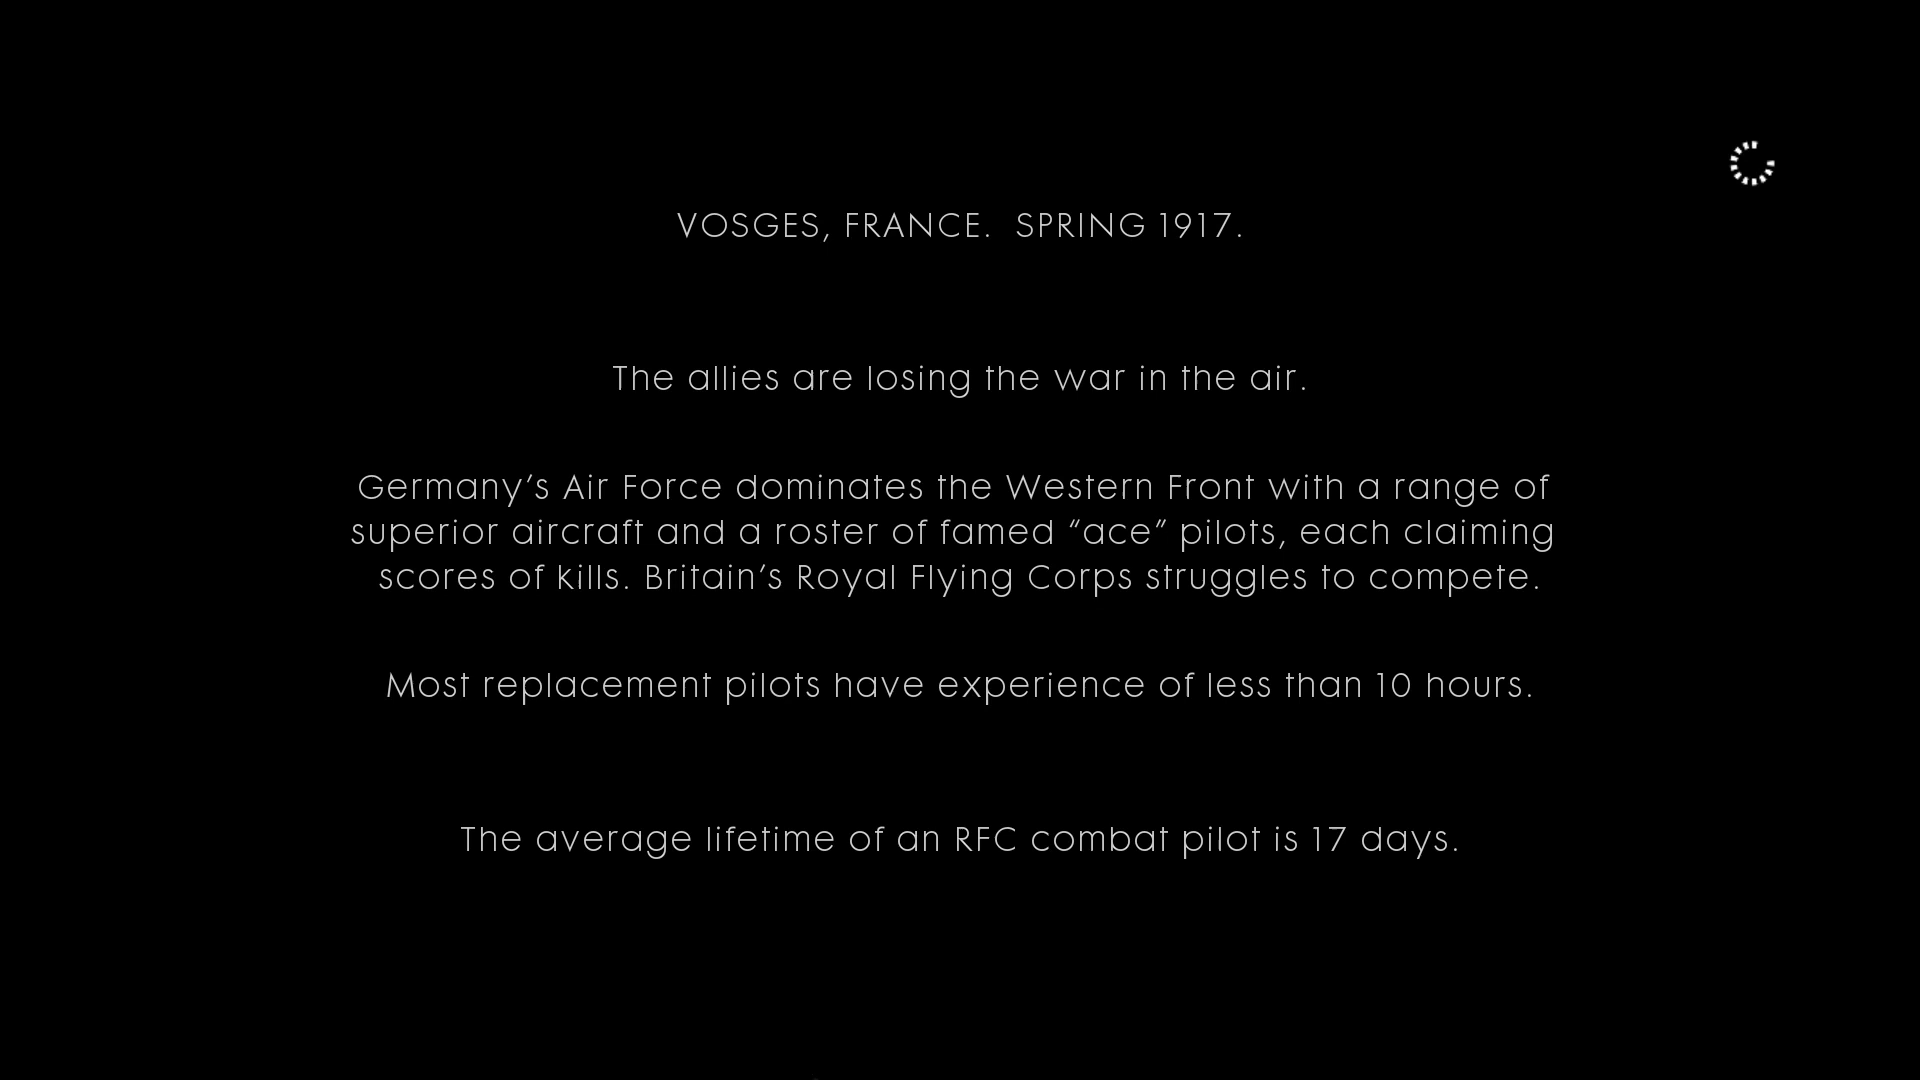 VOSGES, FRANCE.  SPRING 1917.
The allies are losing the war in the air.
Germany’s Air Force dominates the Western Front with a range of
superior aircraft and a roster of famed “ace” pilots, each claiming
scores of kills. Britain’s Royal Flying Corps struggles to compete.
Most replacement pilots have experience of less than 10 hours.
The average lifetime of an RFC combat pilot is 17 days.